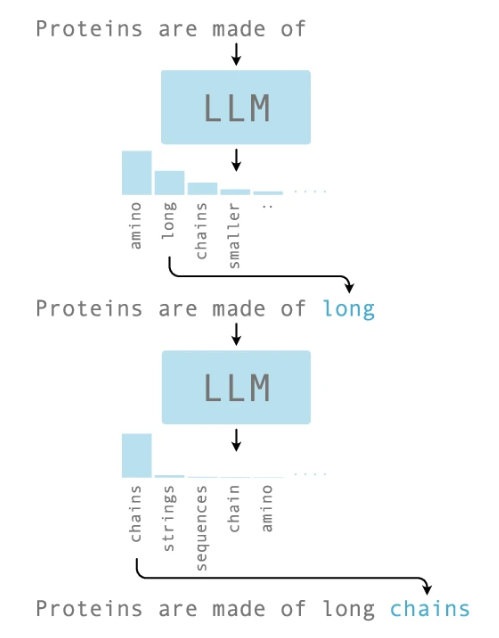 Proteins are made of
LLM
amino
long
chains
smaller
:
....
Proteins are made of long
LLM
chains
strings
sequences
chain
amino
....
Proteins are made of long chains